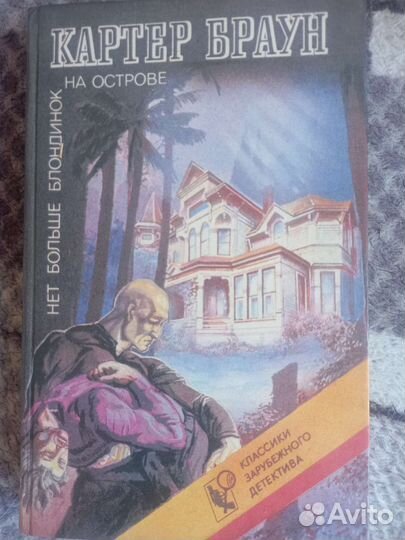 КАРТЕР БРАУН
НЕТ БОЛЬШЕ БЛОНДИНОК
НА ОСТРОВЕ
КЛАССИКИ
ЗАРУБЕЖНОГО
ДЕТЕКТИВА
Avito